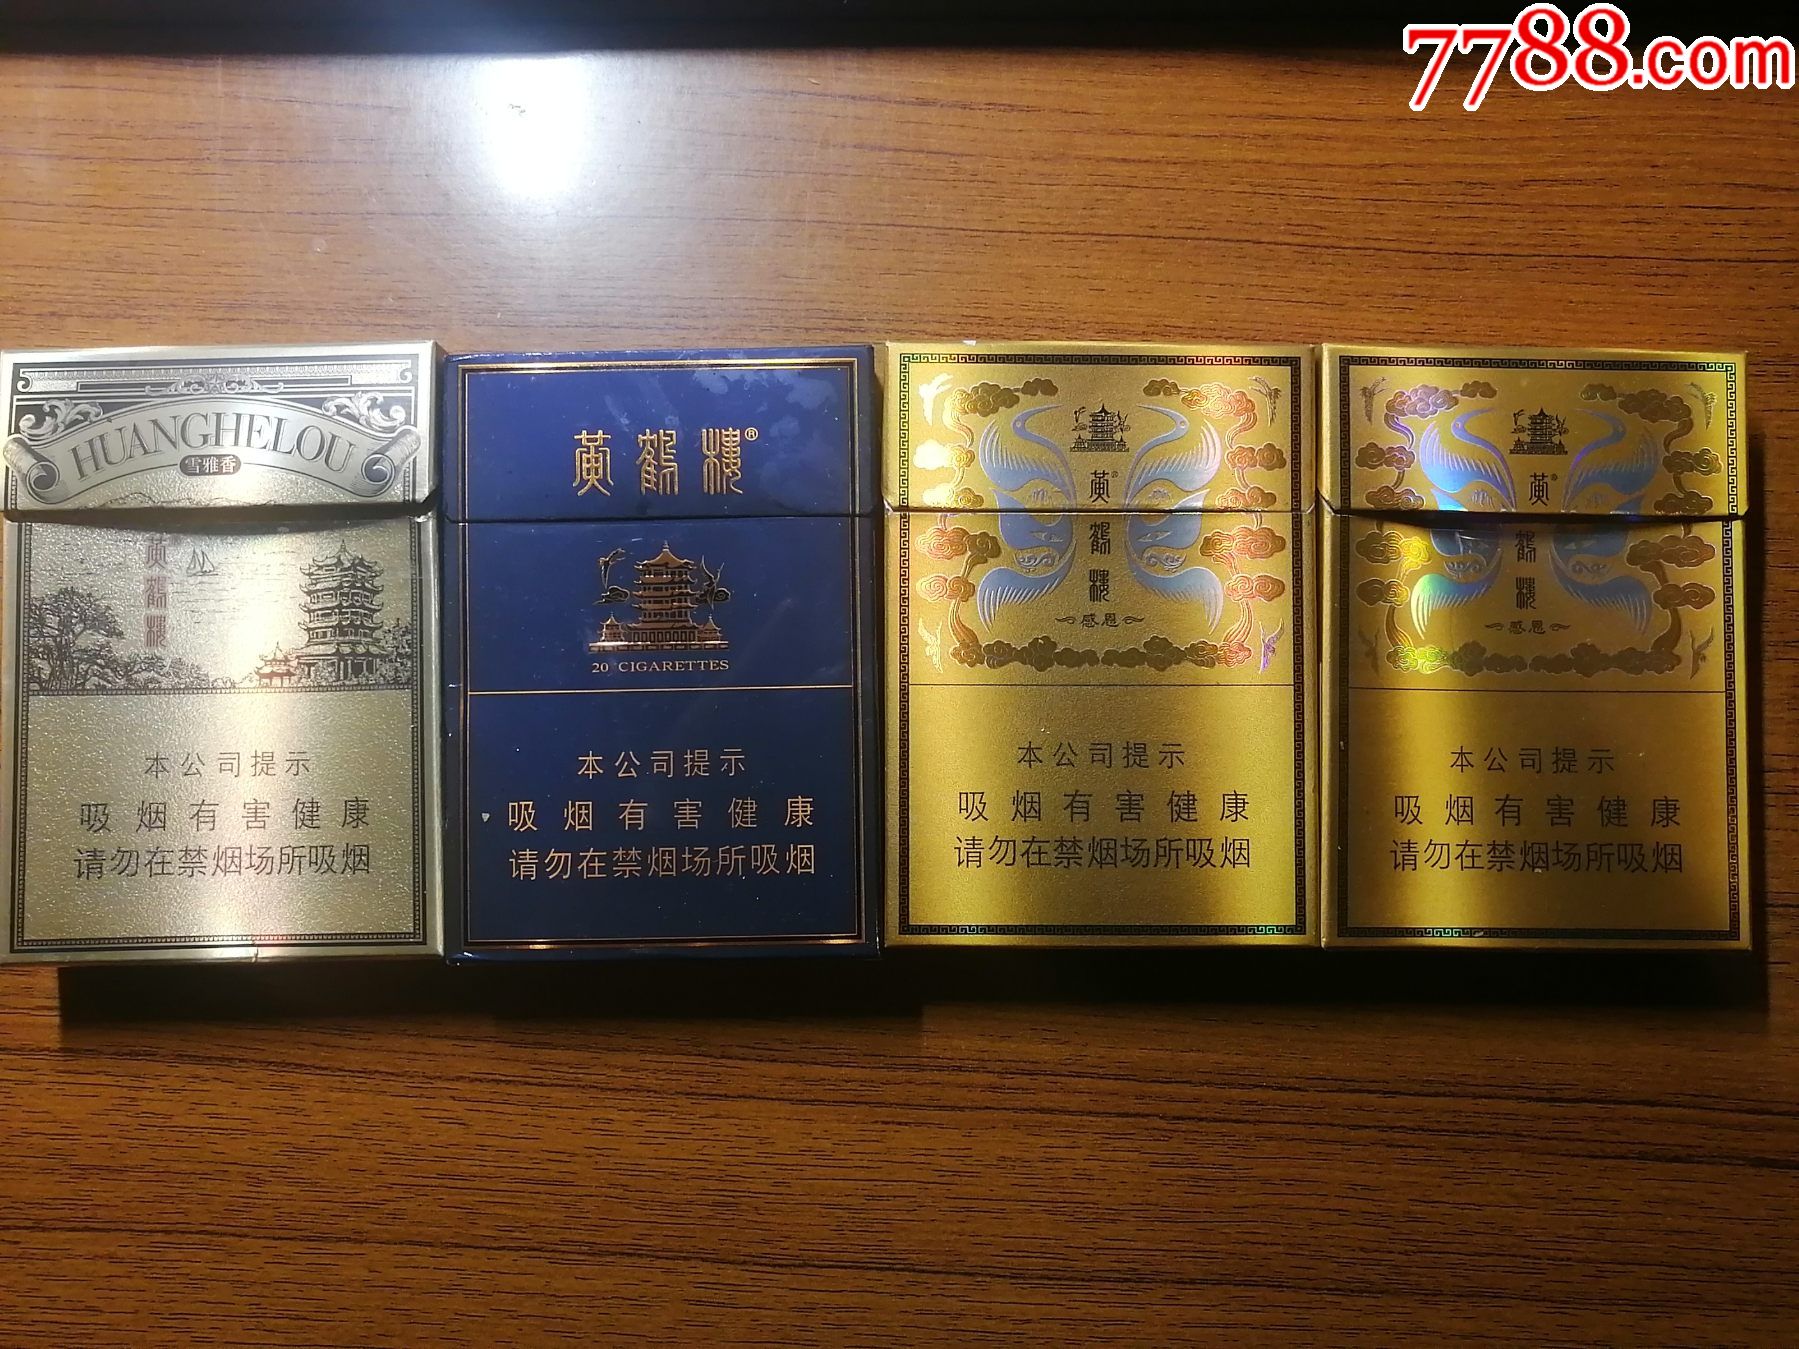 7788.com
HUANGHELOU
雪雅香
黄鹤楼
本公司提示
吸烟有害健康
请勿在禁烟场所吸烟
黄鹤楼®
20 CIGARETTES
本公司提示
吸烟有害健康
请勿在禁烟场所吸烟
黄®
鹤
楼
感恩
本公司提示
吸烟有害健康
请勿在禁烟场所吸烟
黄®
鹤
楼
感恩
本公司提示
吸烟有害健康
请勿在禁烟场所吸烟